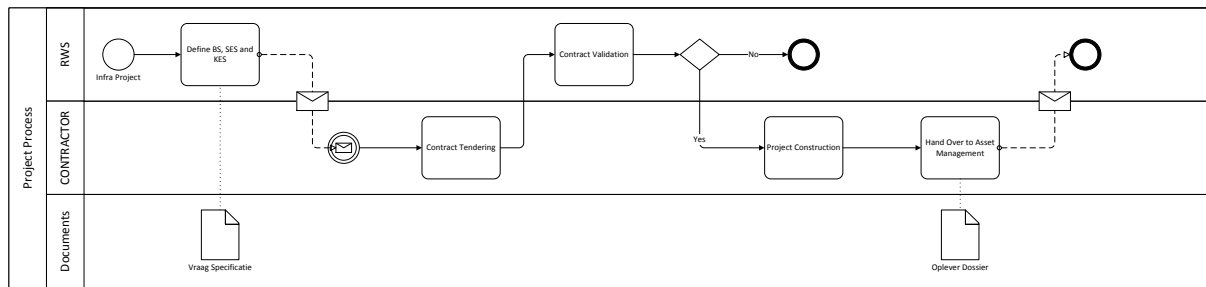 Project Process
RWS
Infra Project
Define BS, SES and
KES
Contract Validation
No
CONTRACTOR
Contract Tendering
Yes
Project Construction
Hand Over to Asset
Management
Documents
Vraag Specificatie
Oplever Dossier